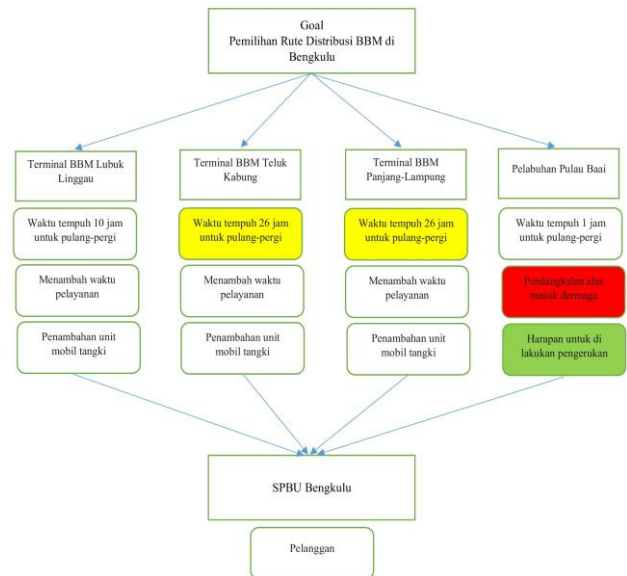 Goal
Pemilihan Rute Distribusi BBM di
Bengkulu
Terminal BBM Lubuk
Linggau
Terminal BBM Teluk
Kabung
Terminal BBM
Panjang-Lampung
Pelabuhan Pulau Baai
Waktu tempuh 10 jam
untuk pulang-pergi
Waktu tempuh 26 jam
untuk pulang-pergi
Waktu tempuh 26 jam
untuk pulang-pergi
Waktu tempuh 1 jam
untuk pulang-pergi
Menambah waktu
pelayanan
Menambah waktu
pelayanan
Menambah waktu
pelayanan
Pendangkalan alur
masuk dermaga
Penambahan unit
mobil tangki
Penambahan unit
mobil tangki
Penambahan unit
mobil tangki
Harapan untuk di
lakukan pengerukan
SPBU Bengkulu
Pelanggan